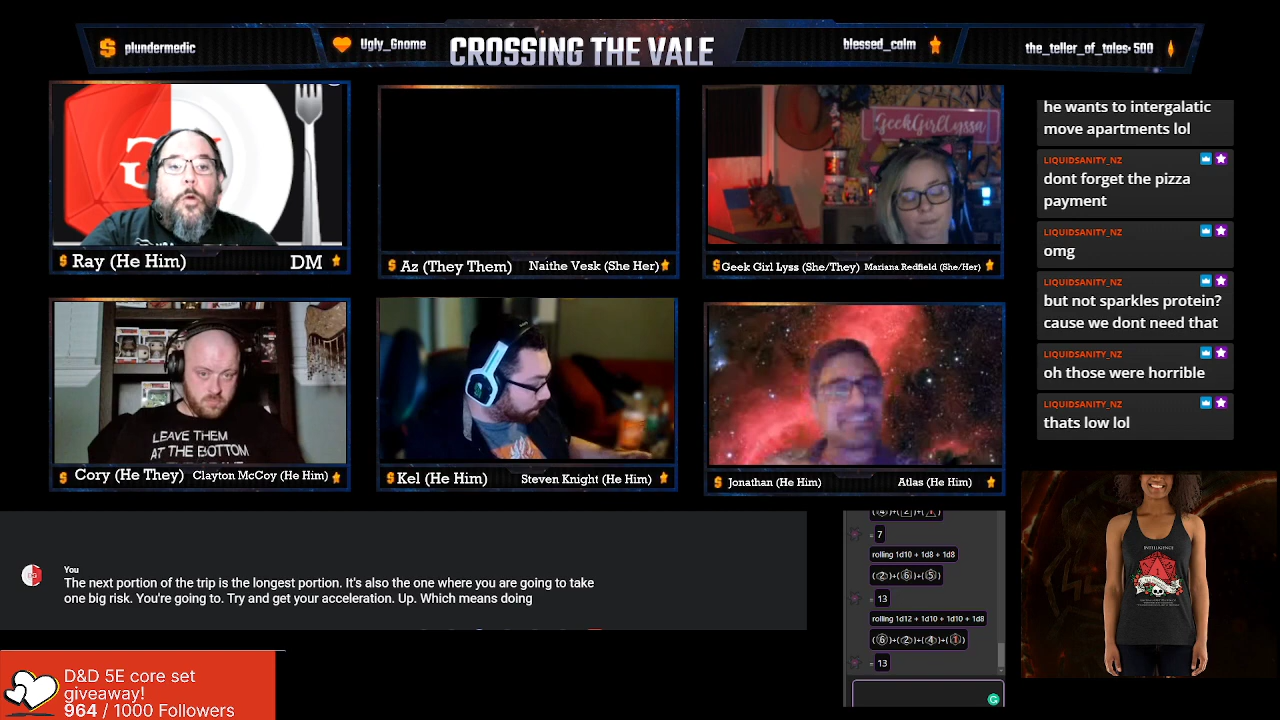 plundermedic
Ugly_Gnome
CROSSING THE VALE
blessed_calm
the_teller_of_tales: 500
Ray (He Him)
DM
Az (They Them)
Naithe Vesk (She Her)
GeekGirlLyssa
Geek Girl Lyss (She/They)
Mariana Redfield (She/Her)
LEAVE THEM
AT THE BOTTOM
Cory (He They)
Clayton McCoy (He Him)
Kel (He Him)
Steven Knight (He Him)
Jonathan (He Him)
Atlas (He Him)
he wants to intergalatic
move apartments lol
LIQUIDSANITY_NZ
dont forget the pizza
payment
LIQUIDSANITY_NZ
omg
LIQUIDSANITY_NZ
but not sparkles protein?
cause we dont need that
LIQUIDSANITY_NZ
oh those were horrible
LIQUIDSANITY_NZ
thats low lol
You
The next portion of the trip is the longest portion. It's also the one where you are going to take
one big risk. You're going to. Try and get your acceleration. Up. Which means doing
(4)+(2)+(1)
= 7
rolling 1d10 + 1d8 + 1d8
(2)+(6)+(5)
= 13
rolling 1d12 + 1d10 + 1d10 + 1d8
(6)+(2)+(4)+(1)
= 13
INTELLIGENCE
D&D 5E core set
giveaway!
964 / 1000 Followers